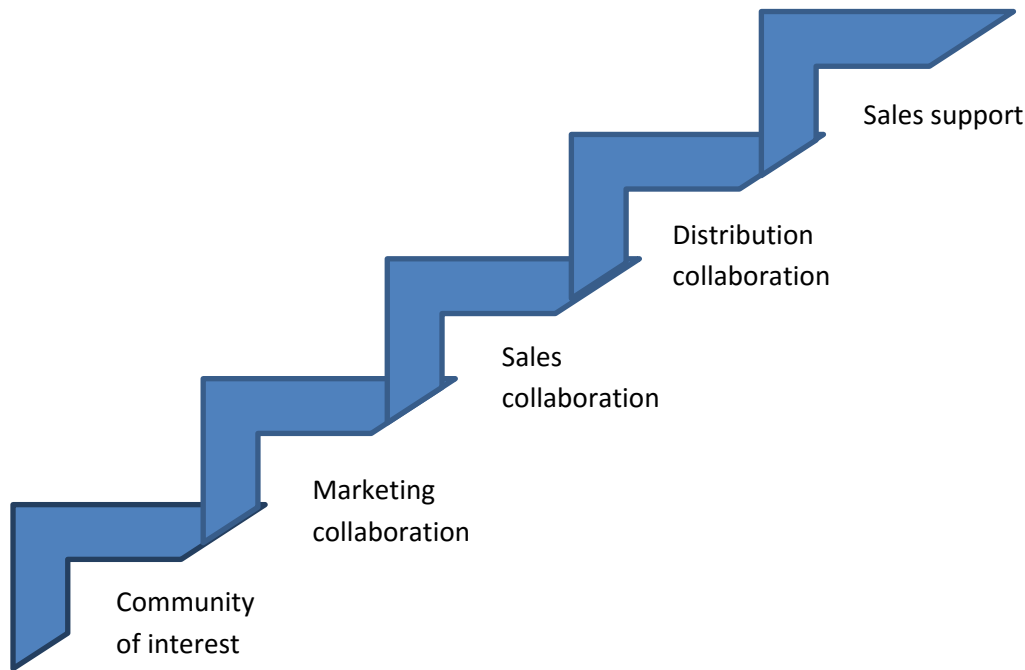 Sales support
Distribution
collaboration
Sales
collaboration
Marketing
collaboration
Community
of interest